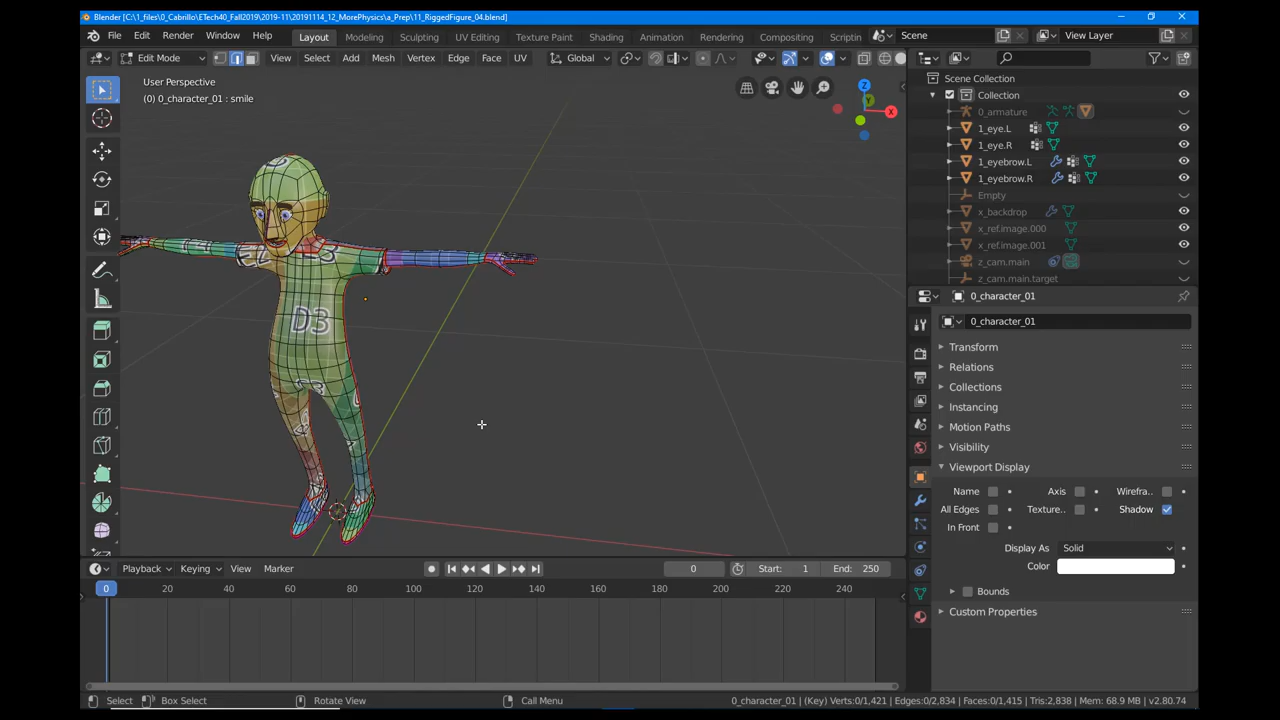 Blender [C:\1_files\0_Cabrillo\ETech40_Fall2019\2019-11\20191114_12_MorePhysics\a_Prep\11_RiggedFigure_04.blend]
File Edit Render Window Help Layout Modeling Sculpting UV Editing Texture Paint Shading Animation Rendering Compositing Scriptin Scene View Layer
Edit Mode View Select Add Mesh Vertex Edge Face UV Global
User Perspective
(0) 0_character_01 : smile
Z
Y
X
D3
Scene Collection
Collection
0_armature
1_eye.L
1_eye.R
1_eyebrow.L
1_eyebrow.R
Empty
x_backdrop
x_ref.image.000
x_ref.image.001
z_cam.main
z_cam.main.target
0_character_01
0_character_01
Transform
Relations
Collections
Instancing
Motion Paths
Visibility
Viewport Display
Name Axis Wirefra..
All Edges Texture.. Shadow
In Front
Display As Solid
Color
Bounds
Custom Properties
Playback Keying View Marker 0 Start: 1 End: 250
0 20 40 60 80 100 120 140 160 180 200 220 240
Select Box Select Rotate View Call Menu 0_character_01 | (Key) Verts:0/1,421 | Edges:0/2,834 | Faces:0/1,415 | Tris:2,838 | Mem: 68.9 MB | v2.80.74